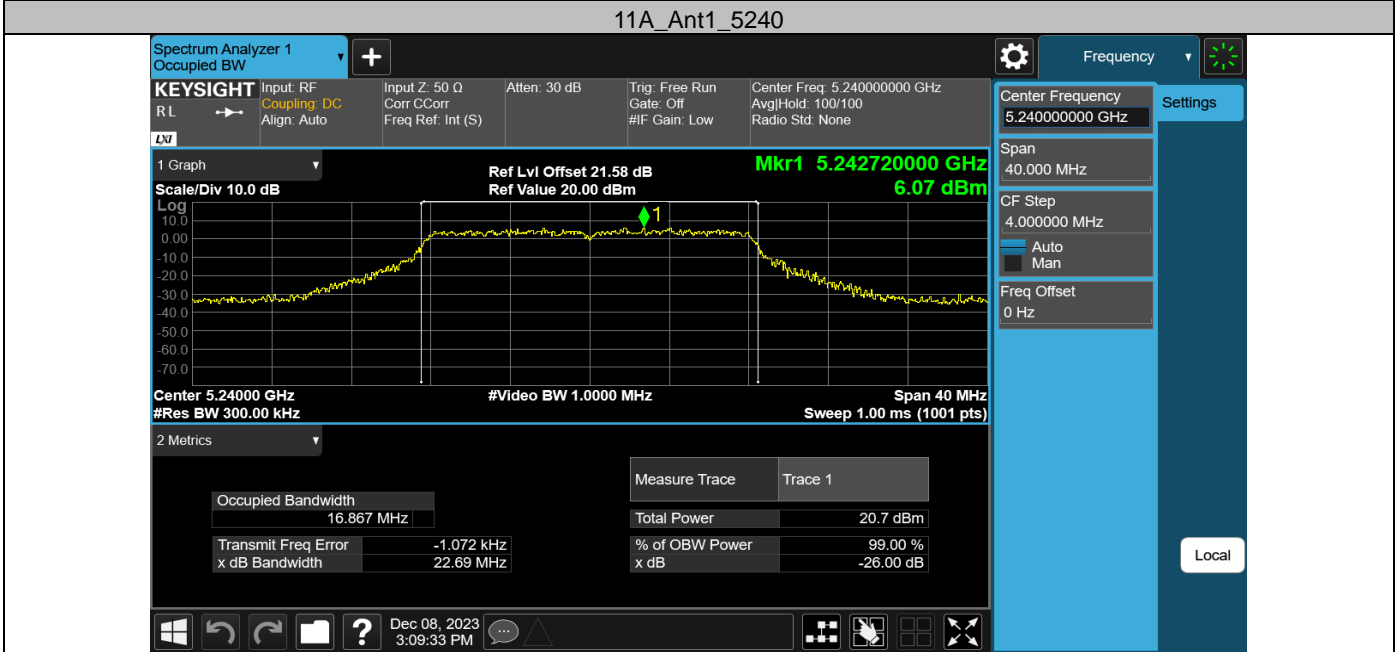 11A_Ant1_5240
Spectrum Analyzer 1
Occupied BW
+
Frequency
KEYSIGHT
RL
LXI
Input: RF
Coupling: DC
Align: Auto
Input Z: 50 Ω
Corr CCorr
Freq Ref: Int (S)
Atten: 30 dB
Trig: Free Run
Gate: Off
#IF Gain: Low
Center Freq: 5.240000000 GHz
Avg|Hold: 100/100
Radio Std: None
Center Frequency
5.240000000 GHz
Settings
Span
40.000 MHz
CF Step
4.000000 MHz
Auto
Man
Freq Offset
0 Hz
Local
1 Graph
Scale/Div 10.0 dB
Ref Lvl Offset 21.58 dB
Ref Value 20.00 dBm
Mkr1 5.242720000 GHz
6.07 dBm
Log
1
10.0
0.00
-10.0
-20.0
-30.0
-40.0
-50.0
-60.0
-70.0
Center 5.24000 GHz
#Video BW 1.0000 MHz
Span 40 MHz
#Res BW 300.00 kHz
Sweep 1.00 ms (1001 pts)
2 Metrics
Measure Trace Trace 1
Occupied Bandwidth
16.867 MHz
Total Power 20.7 dBm
Transmit Freq Error -1.072 kHz
% of OBW Power 99.00 %
x dB Bandwidth 22.69 MHz
x dB -26.00 dB
?
Dec 08, 2023
3:09:33 PM